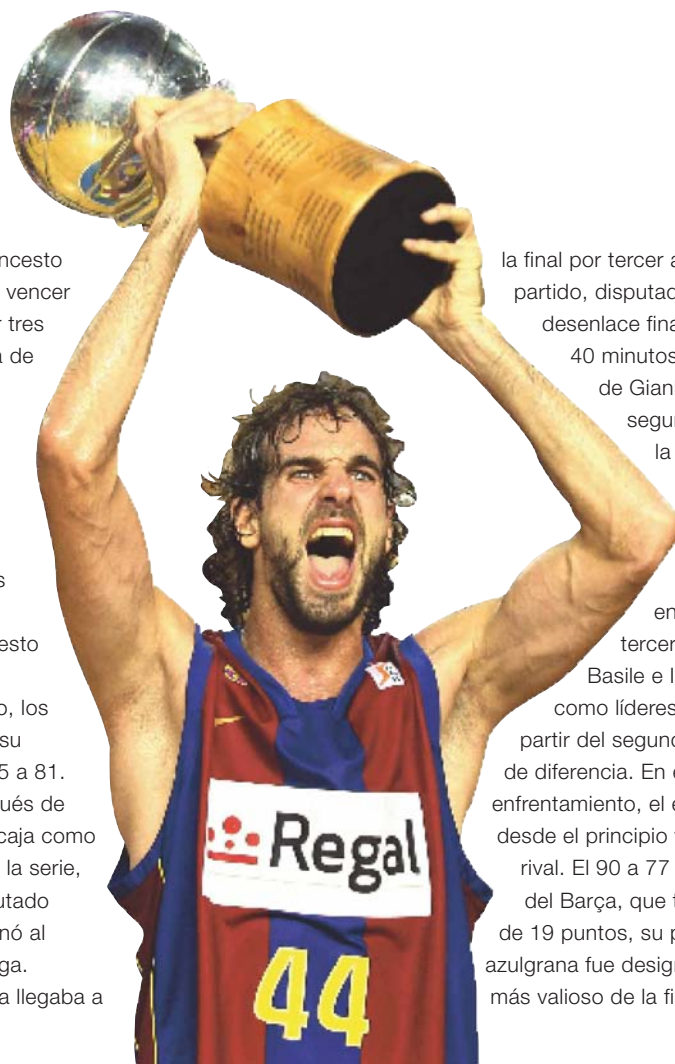 ncesto
vencer
tres
a de
s
esto
o, los
su
5 a 81.
ués de
caja como
la serie,
utado
nó al
ga.
a llegaba a
la final por tercer a
partido, disputad
desenlace fina
40 minutos
de Gian
segu
la
en
tercer
Basile e I
como líderes
partir del segund
de diferencia. En e
enfrentamiento, el e
desde el principio
rival. El 90 a 77
del Barça, que t
de 19 puntos, su p
azulgrana fue design
más valioso de la fi
Regal
44